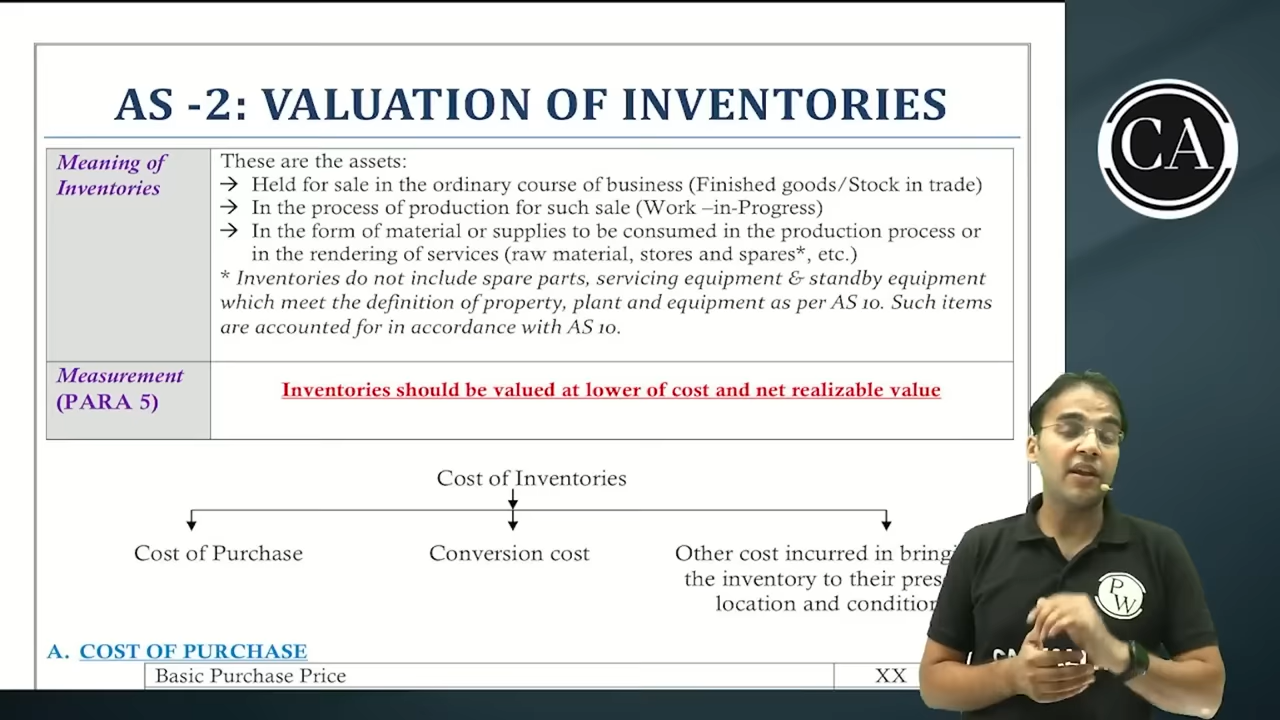 AS -2: VALUATION OF INVENTORIES
CA
Meaning of
Inventories
These are the assets:
→ Held for sale in the ordinary course of business (Finished goods/Stock in trade)
→ In the process of production for such sale (Work –in-Progress)
→ In the form of material or supplies to be consumed in the production process or
in the rendering of services (raw material, stores and spares*, etc.)
* Inventories do not include spare parts, servicing equipment & standby equipment
which meet the definition of property, plant and equipment as per AS 10. Such items
are accounted for in accordance with AS 10.
Measurement
(PARA 5)
Inventories should be valued at lower of cost and net realizable value
Cost of Inventories
Cost of Purchase
Conversion cost
Other cost incurred in
the inventory to their
location and condition
PW
A. COST OF PURCHASE
Basic Purchase Price XX